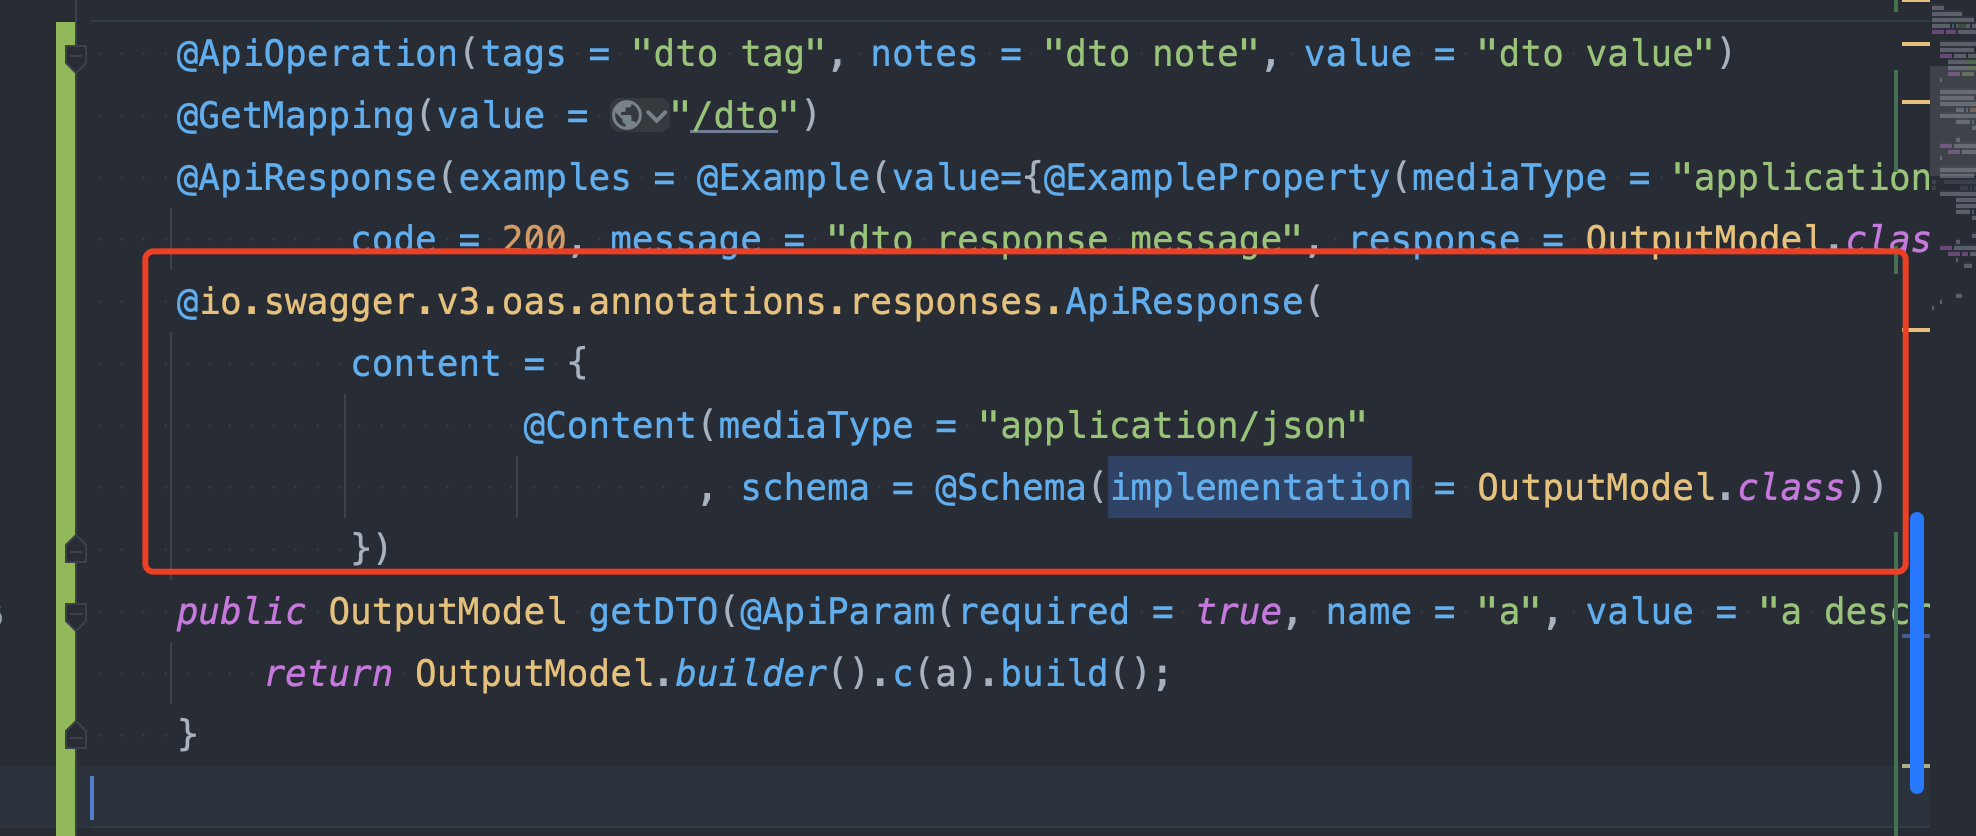 @ApiOperation(tags = "dto tag", notes = "dto note", value = "dto value")
@GetMapping(value = "/dto")
@ApiResponse(examples = @Example(value={@ExampleProperty(mediaType = "application
code = 200, message = "dto response message", response = OutputModel.clas
@io.swagger.v3.oas.annotations.responses.ApiResponse(
content = {
@Content(mediaType = "application/json"
, schema = @Schema(implementation = OutputModel.class))
})
public OutputModel getDTO(@ApiParam(required = true, name = "a", value = "a descr
return OutputModel.builder().c(a).build();
}